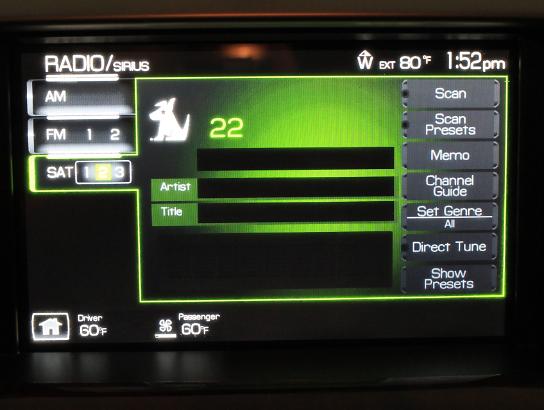 RADIO/SIRIUS
W EXT 80°F 1:52pm
AM
FM 1 2
SAT 1 2 3
22
Artist
Title
Scan
Scan
Presets
Memo
Channel
Guide
Set Genre
All
Direct Tune
Show
Presets
Driver
60°F
Passenger
60°F